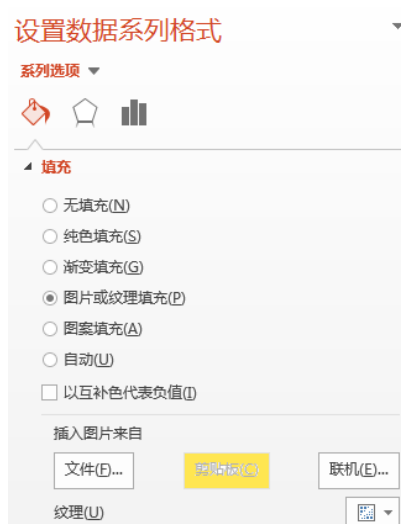 设置数据系列格式
系列选项
填充
无填充(N)
纯色填充(S)
渐变填充(G)
图片或纹理填充(P)
图案填充(A)
自动(U)
以互补色代表负值(I)
插入图片来自
文件(F)... 剪贴板(C) 联机(E)...
纹理(U)